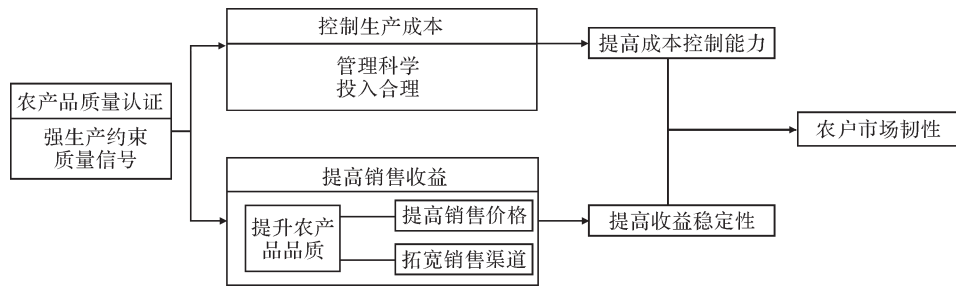 控制生产成本
管理科学
投入合理
提高成本控制能力
农产品质量认证
强生产约束
质量信号
农户市场韧性
提高销售收益
提升农产
品品质
提高销售价格
拓宽销售渠道
提高收益稳定性